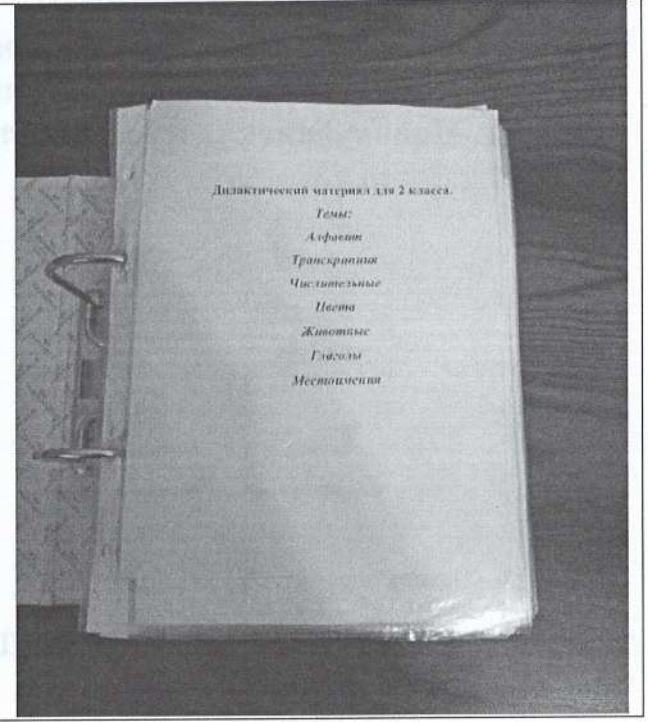 Дидактический материал для 2 класса.
Темы:
Алфавит
Транскрипция
Числительные
Цвета
Животные
Глаголы
Местоимения